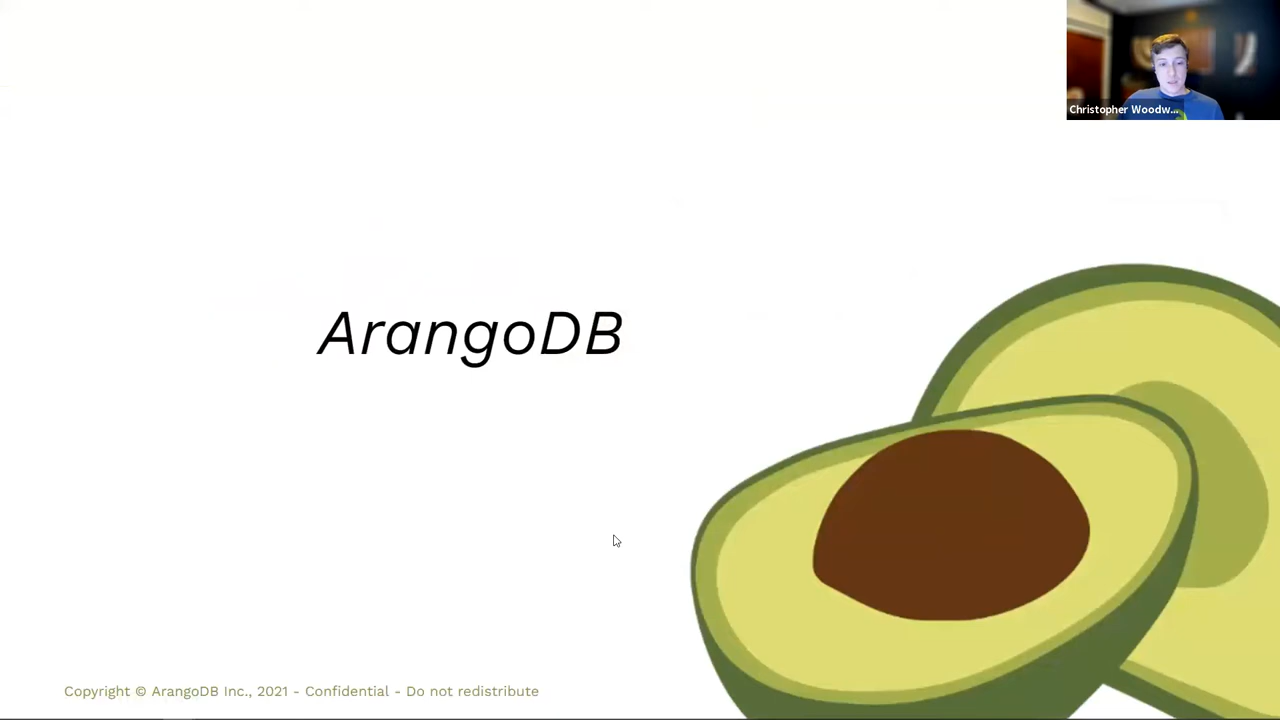 Christopher Woodw...
ArangoDB
Copyright © ArangoDB Inc., 2021 - Confidential - Do not redistribute